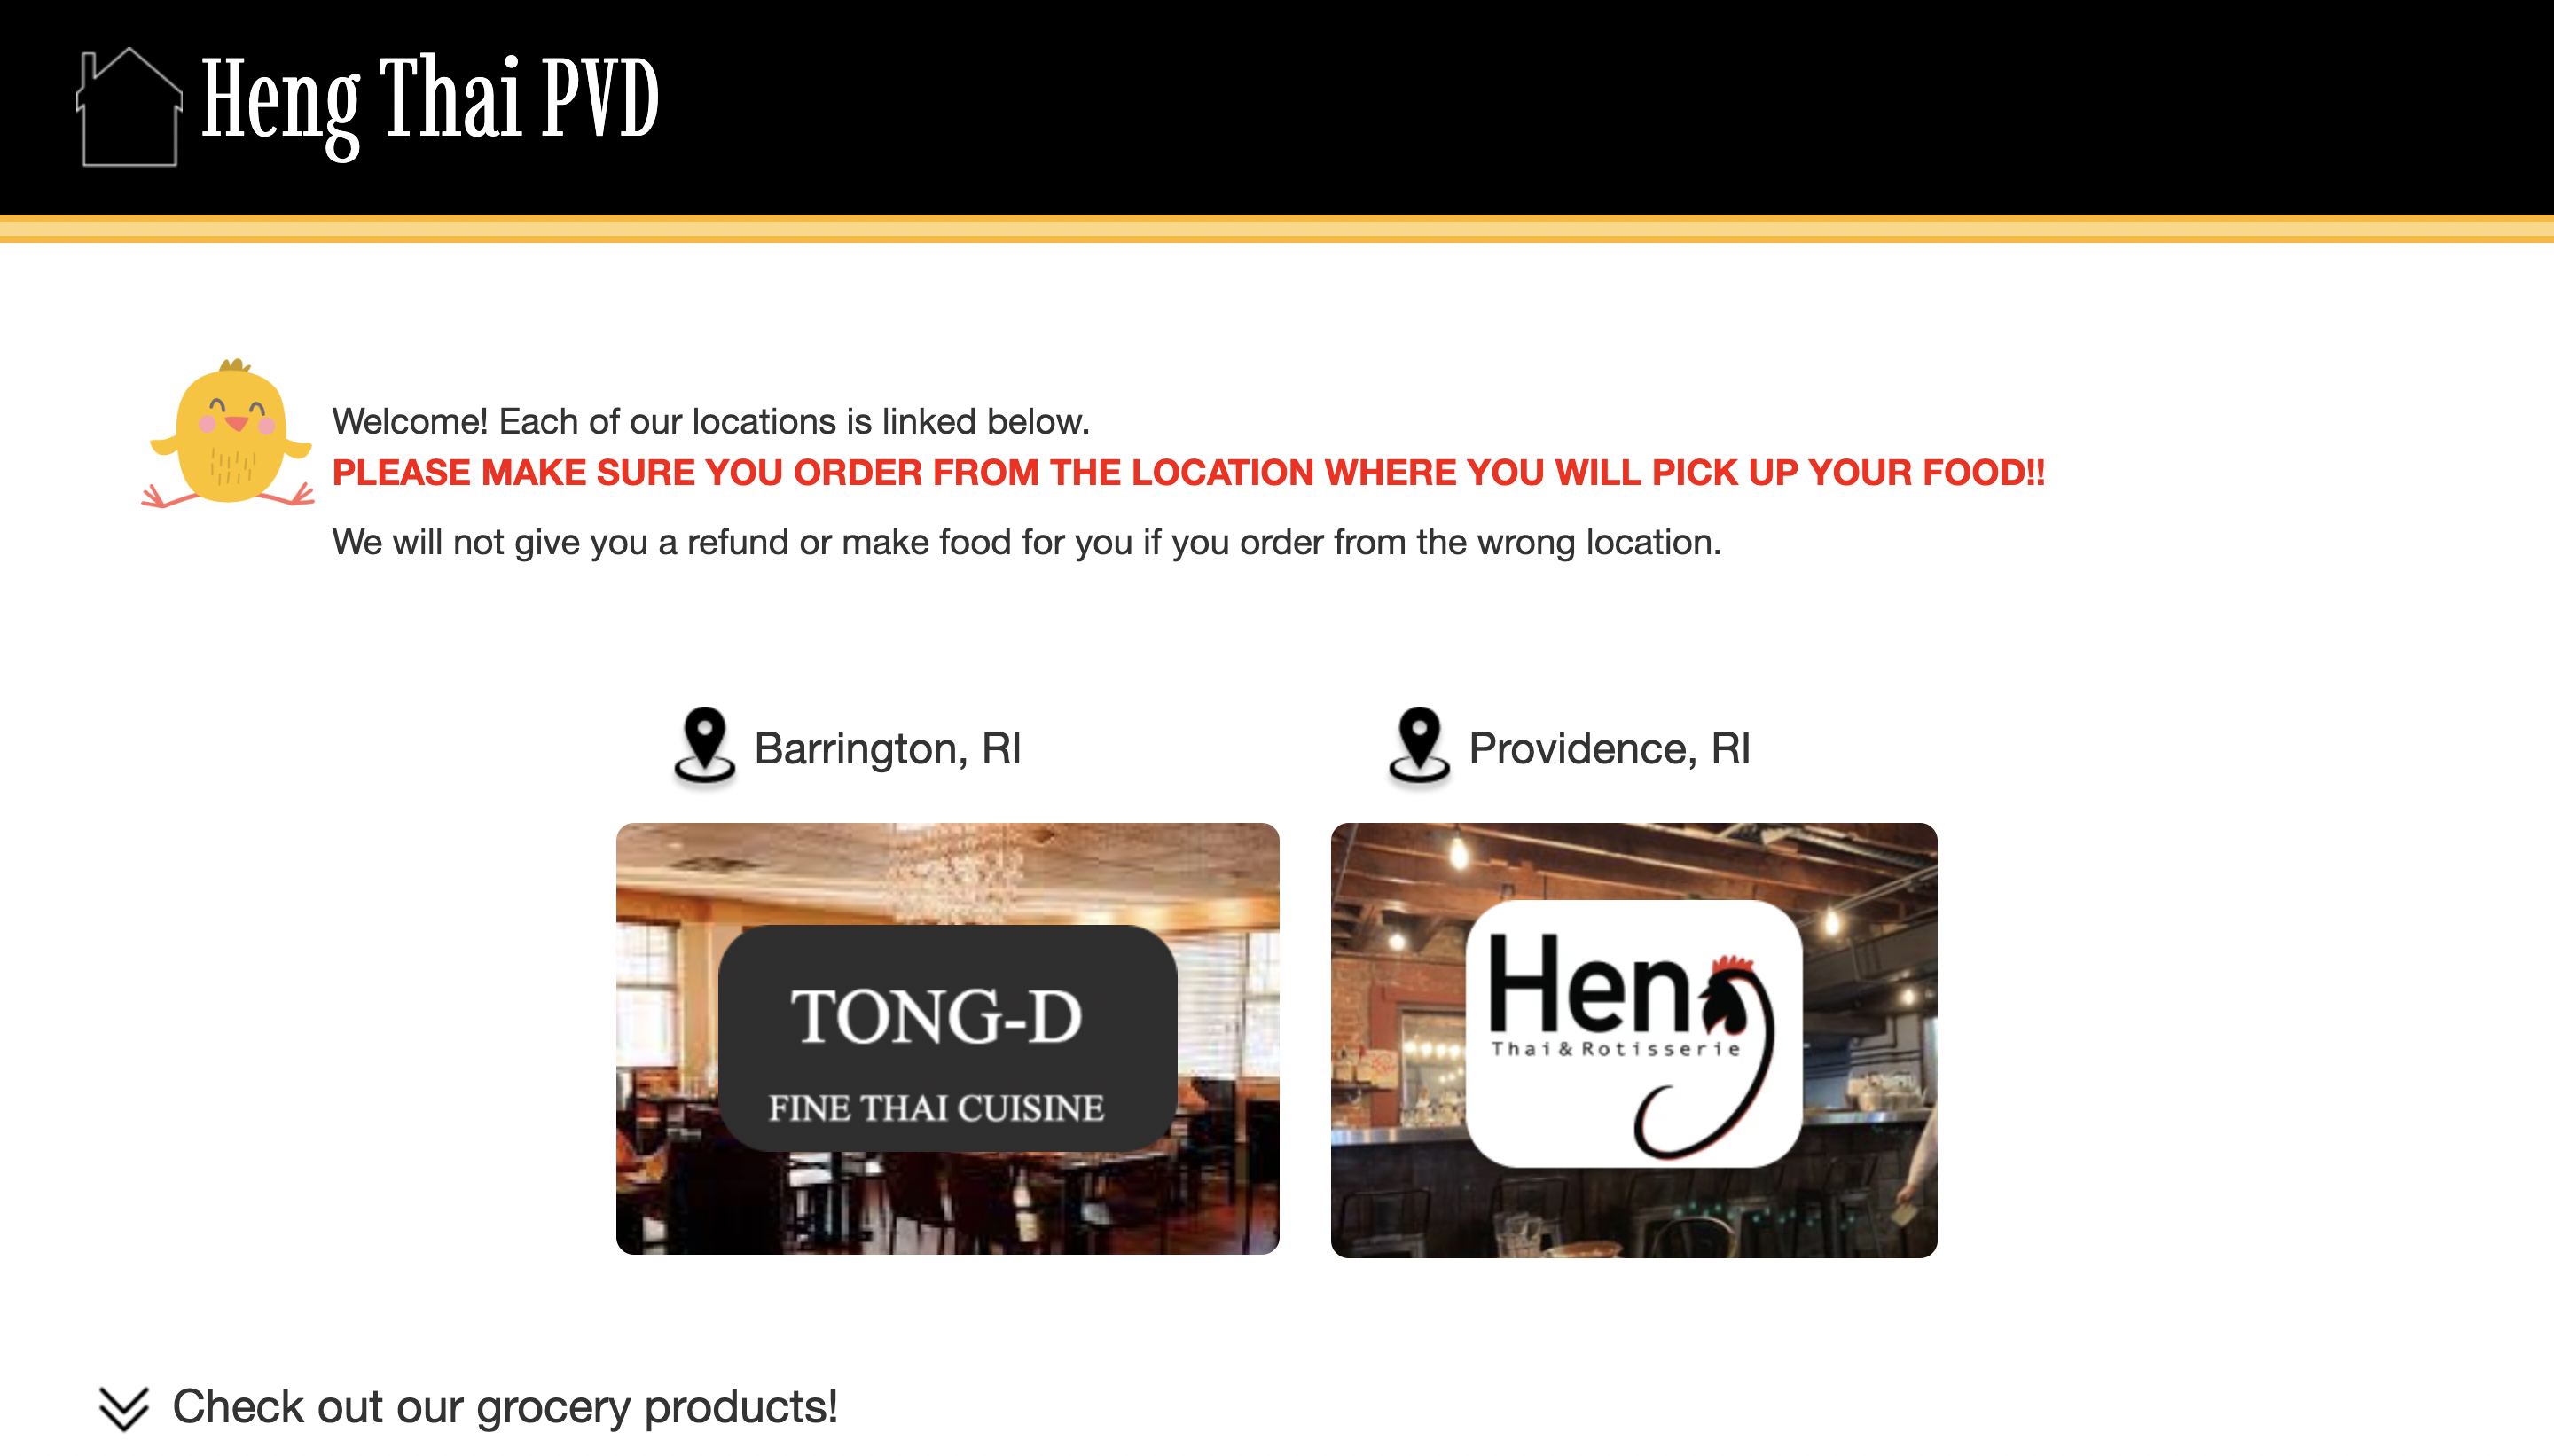 Heng Thai PVD
Welcome! Each of our locations is linked below.
PLEASE MAKE SURE YOU ORDER FROM THE LOCATION WHERE YOU WILL PICK UP YOUR FOOD!!
We will not give you a refund or make food for you if you order from the wrong location.
Barrington, RI
Providence, RI
TONG-D
FINE THAI CUISINE
Heng
Thai & Rotisserie
Check out our grocery products!